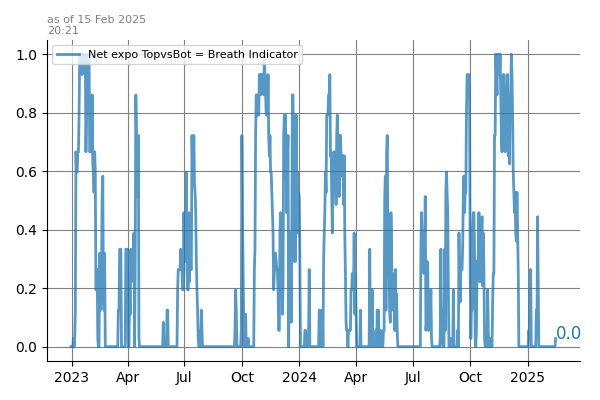 as of 15 Feb 2025
20:21
Net expo TopvsBot = Breath Indicator
1.0
0.8
0.6
0.4
0.2
0.0
0.0
2023 Apr Jul Oct 2024 Apr Jul Oct 2025